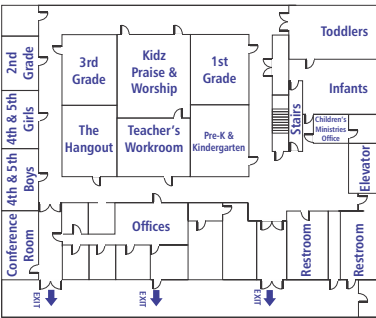 2nd
Grade
4th & 5th
Girls
4th & 5th
Boys
Conference
Room
3rd
Grade
Kidz
Praise &
Worship
1st
Grade
The
Hangout
Teacher's
Workroom
Pre-K &
Kindergarten
Toddlers
Infants
Stairs
Children's
Ministries
Office
Elevator
Offices
Restroom
Restroom
EXIT
EXIT
EXIT